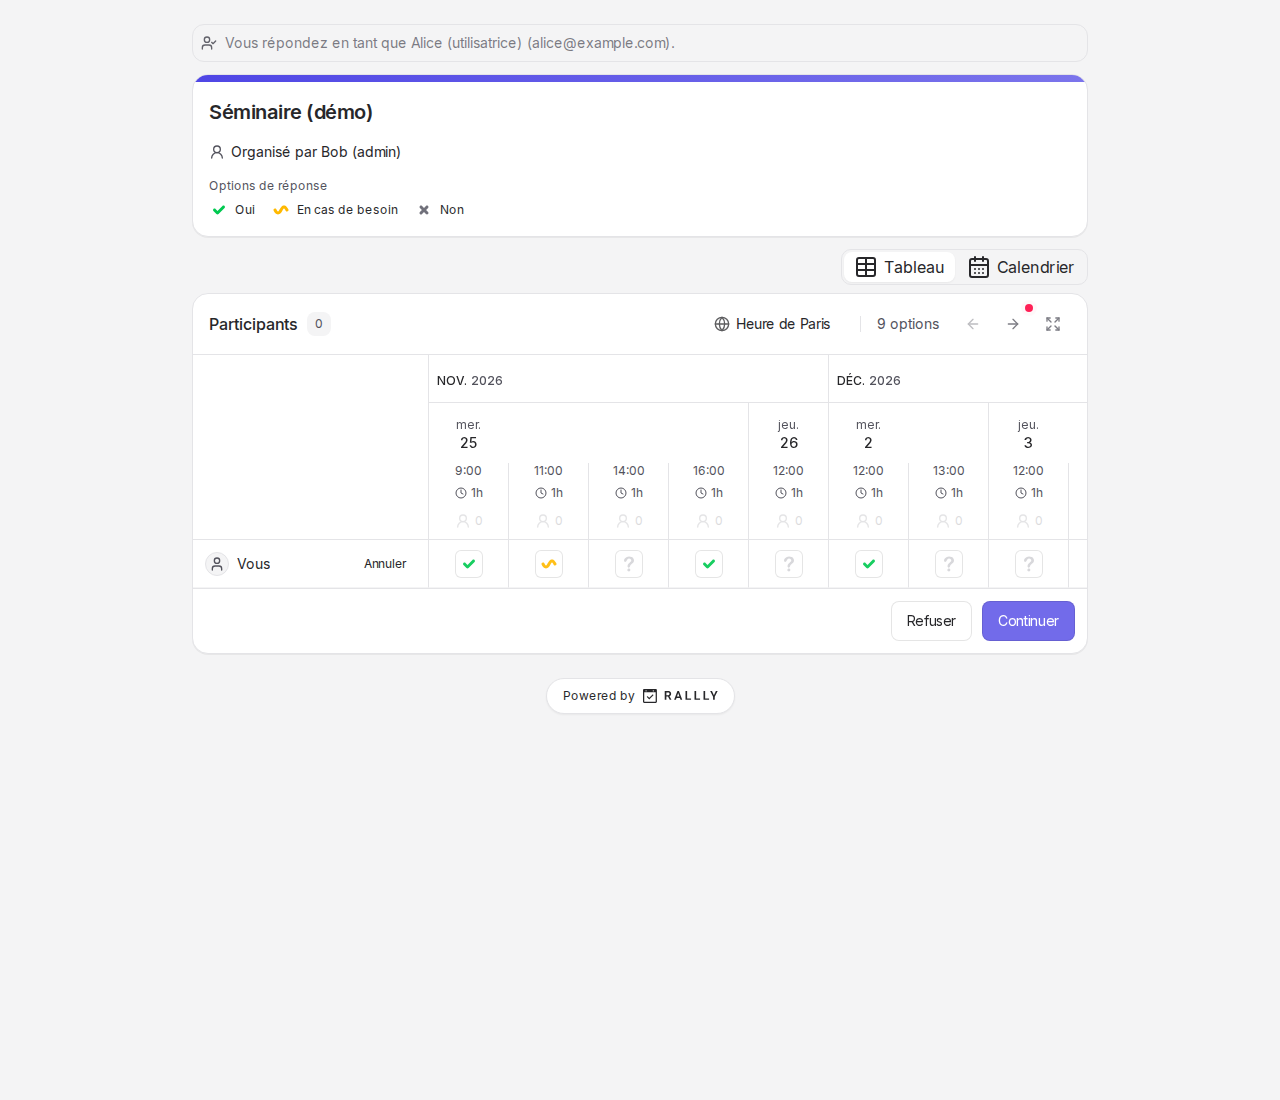 Vous répondez en tant que Alice (utilisatrice) (alice@example.com).
Séminaire (démo)
Organisé par Bob (admin)
Options de réponse
Oui En cas de besoin Non
Tableau Calendrier
Participants 0 Heure de Paris 9 options
NOV. 2026 DÉC. 2026
mer. jeu. mer. jeu.
25 26 2 3
9:00 11:00 14:00 16:00 12:00 12:00 13:00 12:00
1h 1h 1h 1h 1h 1h 1h 1h
0 0 0 0 0 0 0 0
Vous Annuler ? ? ? ?
Refuser Continuer
Powered by RALLLY